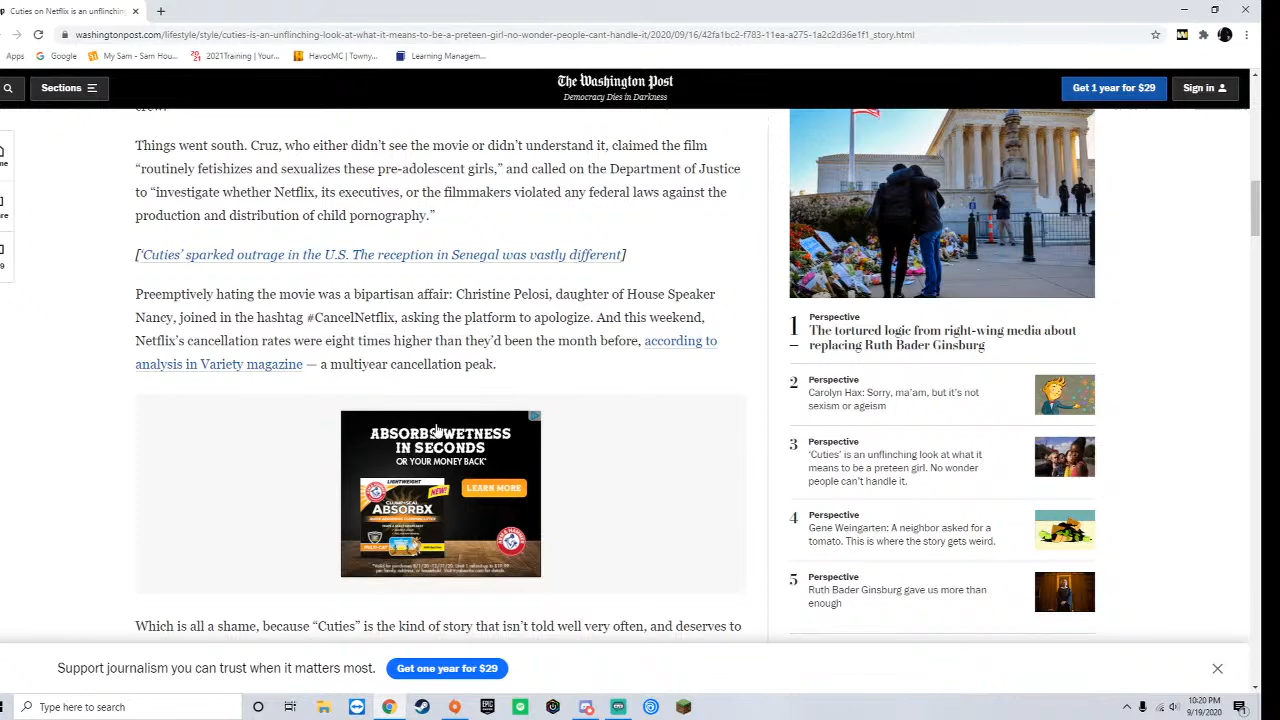 Cuties on Netflix is an unflinching
washingtonpost.com/lifestyle/style/cuties-is-an-unflinching-look-at-what-it-means-to-be-a-preteen-girl-no-wonder-people-cant-handle-it/2020/09/16/42fa1bc2-f783-11ea-a275-1a2c2d36e1f1_story.html
Apps Google My Sam - Sam Hou... 2021Training | Your... HavocMC | Towny... Learning Managem...
Sections
The Washington Post
Democracy Dies in Darkness
Get 1 year for $29
Sign in
crew.
Things went south. Cruz, who either didn’t see the movie or didn’t understand it, claimed the film
“routinely fetishizes and sexualizes these pre-adolescent girls,” and called on the Department of Justice
to “investigate whether Netflix, its executives, or the filmmakers violated any federal laws against the
production and distribution of child pornography.”
[‘Cuties’ sparked outrage in the U.S. The reception in Senegal was vastly different]
Preemptively hating the movie was a bipartisan affair: Christine Pelosi, daughter of House Speaker
Nancy, joined in the hashtag #CancelNetflix, asking the platform to apologize. And this weekend,
Netflix’s cancellation rates were eight times higher than they’d been the month before, according to
analysis in Variety magazine — a multiyear cancellation peak.
ABSORBS WETNESS
IN SECONDS
OR YOUR MONEY BACK*
LIGHTWEIGHT
NEW!
CLUMP & SEAL
ABSORBX
MULTI-CAT
LEARN MORE
ARM & HAMMER
Which is all a shame, because “Cuties” is the kind of story that isn’t told well very often, and deserves to
1
Perspective
The tortured logic from right-wing media about
replacing Ruth Bader Ginsburg
2
Perspective
Carolyn Hax: Sorry, ma’am, but it’s not
sexism or ageism
3
Perspective
‘Cuties’ is an unflinching look at what it
means to be a preteen girl. No wonder
people can’t handle it.
4
Perspective
Gene Weingarten: A neighbor asked for a
tomato. This is where the story gets weird.
5
Perspective
Ruth Bader Ginsburg gave us more than
enough
Support journalism you can trust when it matters most.
Get one year for $29
Type here to search
10:20 PM
9/19/2020